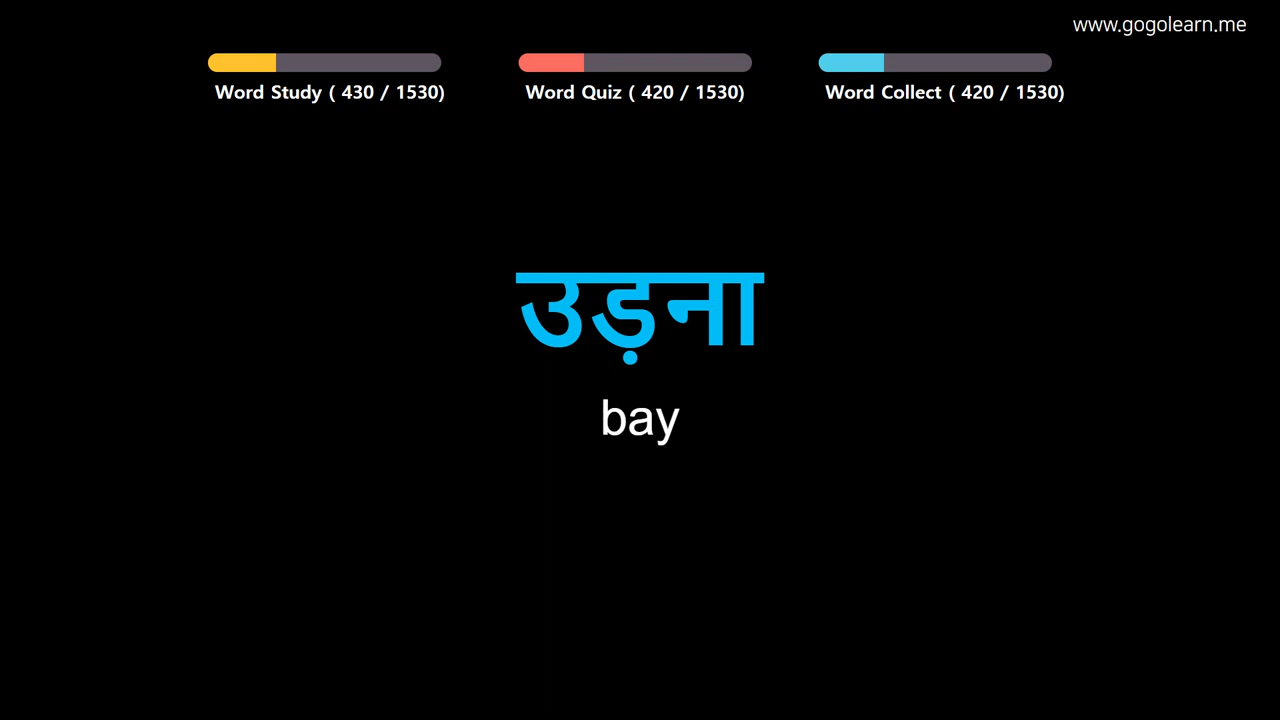 www.gogolearn.me
Word Study ( 430 / 1530)
Word Quiz ( 420 / 1530)
Word Collect ( 420 / 1530)
उड़ना
bay